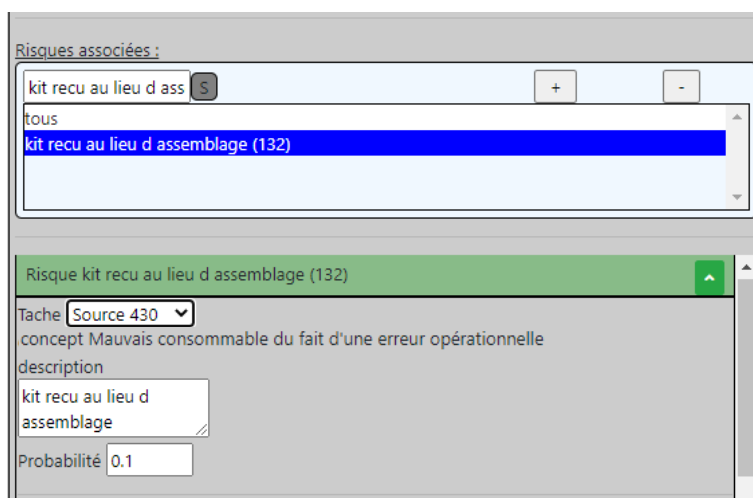 Risques associées :
kit recu au lieu d ass S + -
tous
kit recu au lieu d assemblage (132)
Risque kit recu au lieu d assemblage (132)
Tache Source 430
concept Mauvais consommable du fait d'une erreur opérationnelle
description
kit recu au lieu d
assemblage
Probabilité 0.1